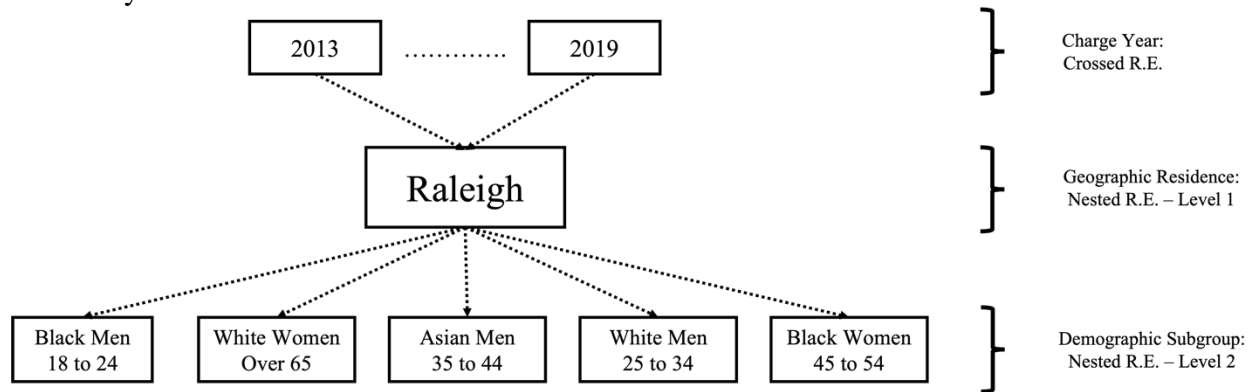 2013
............
2019
Charge Year:
Crossed R.E.
Raleigh
Geographic Residence:
Nested R.E. – Level 1
Black Men
18 to 24
White Women
Over 65
Asian Men
35 to 44
White Men
25 to 34
Black Women
45 to 54
Demographic Subgroup:
Nested R.E. – Level 2